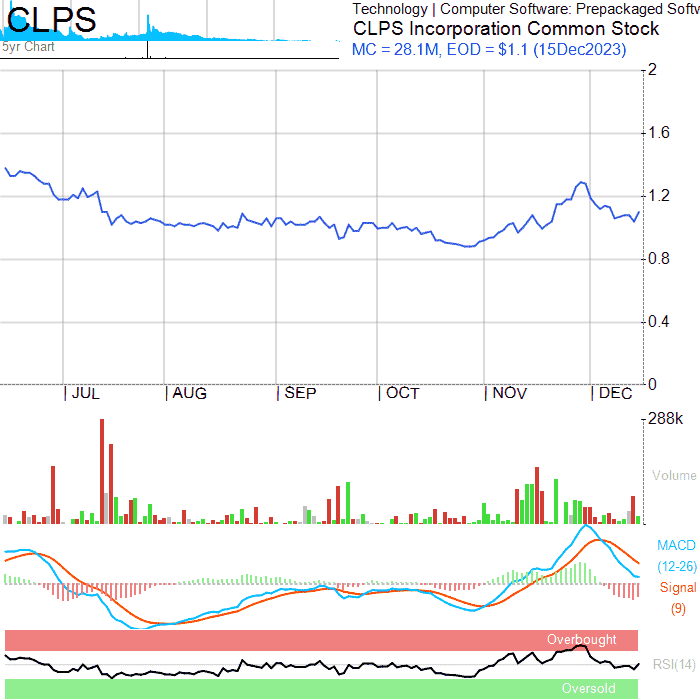 CLPS
5yr Chart
Technology | Computer Software: Prepackaged Softw
CLPS Incorporation Common Stock
MC = 28.1M, EOD = $1.1 (15Dec2023)
2
1.6
1.2
0.8
0.4
0
| JUL | AUG | SEP | OCT | NOV | DEC
288k
Volume
MACD
(12-26)
Signal
(9)
Overbought
RSI(14)
Oversold